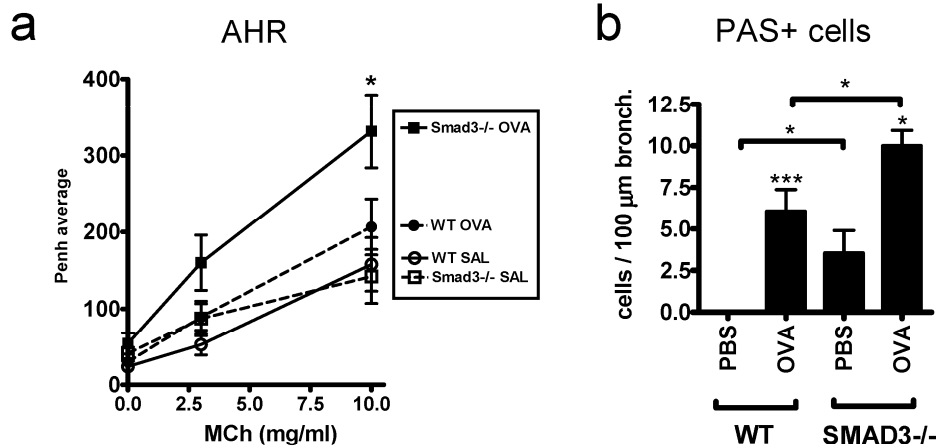 a
AHR
Penh average
400
300
200
100
0
0.0 2.5 5.0 7.5 10.0
MCh (mg/ml)
*
Smad3-/- OVA
WT OVA
WT SAL
Smad3-/- SAL
b
PAS+ cells
cells / 100 µm bronch.
12.5
10.0
7.5
5.0
2.5
0.0
*
*
*
***
PBS OVA PBS OVA
WT SMAD3-/-